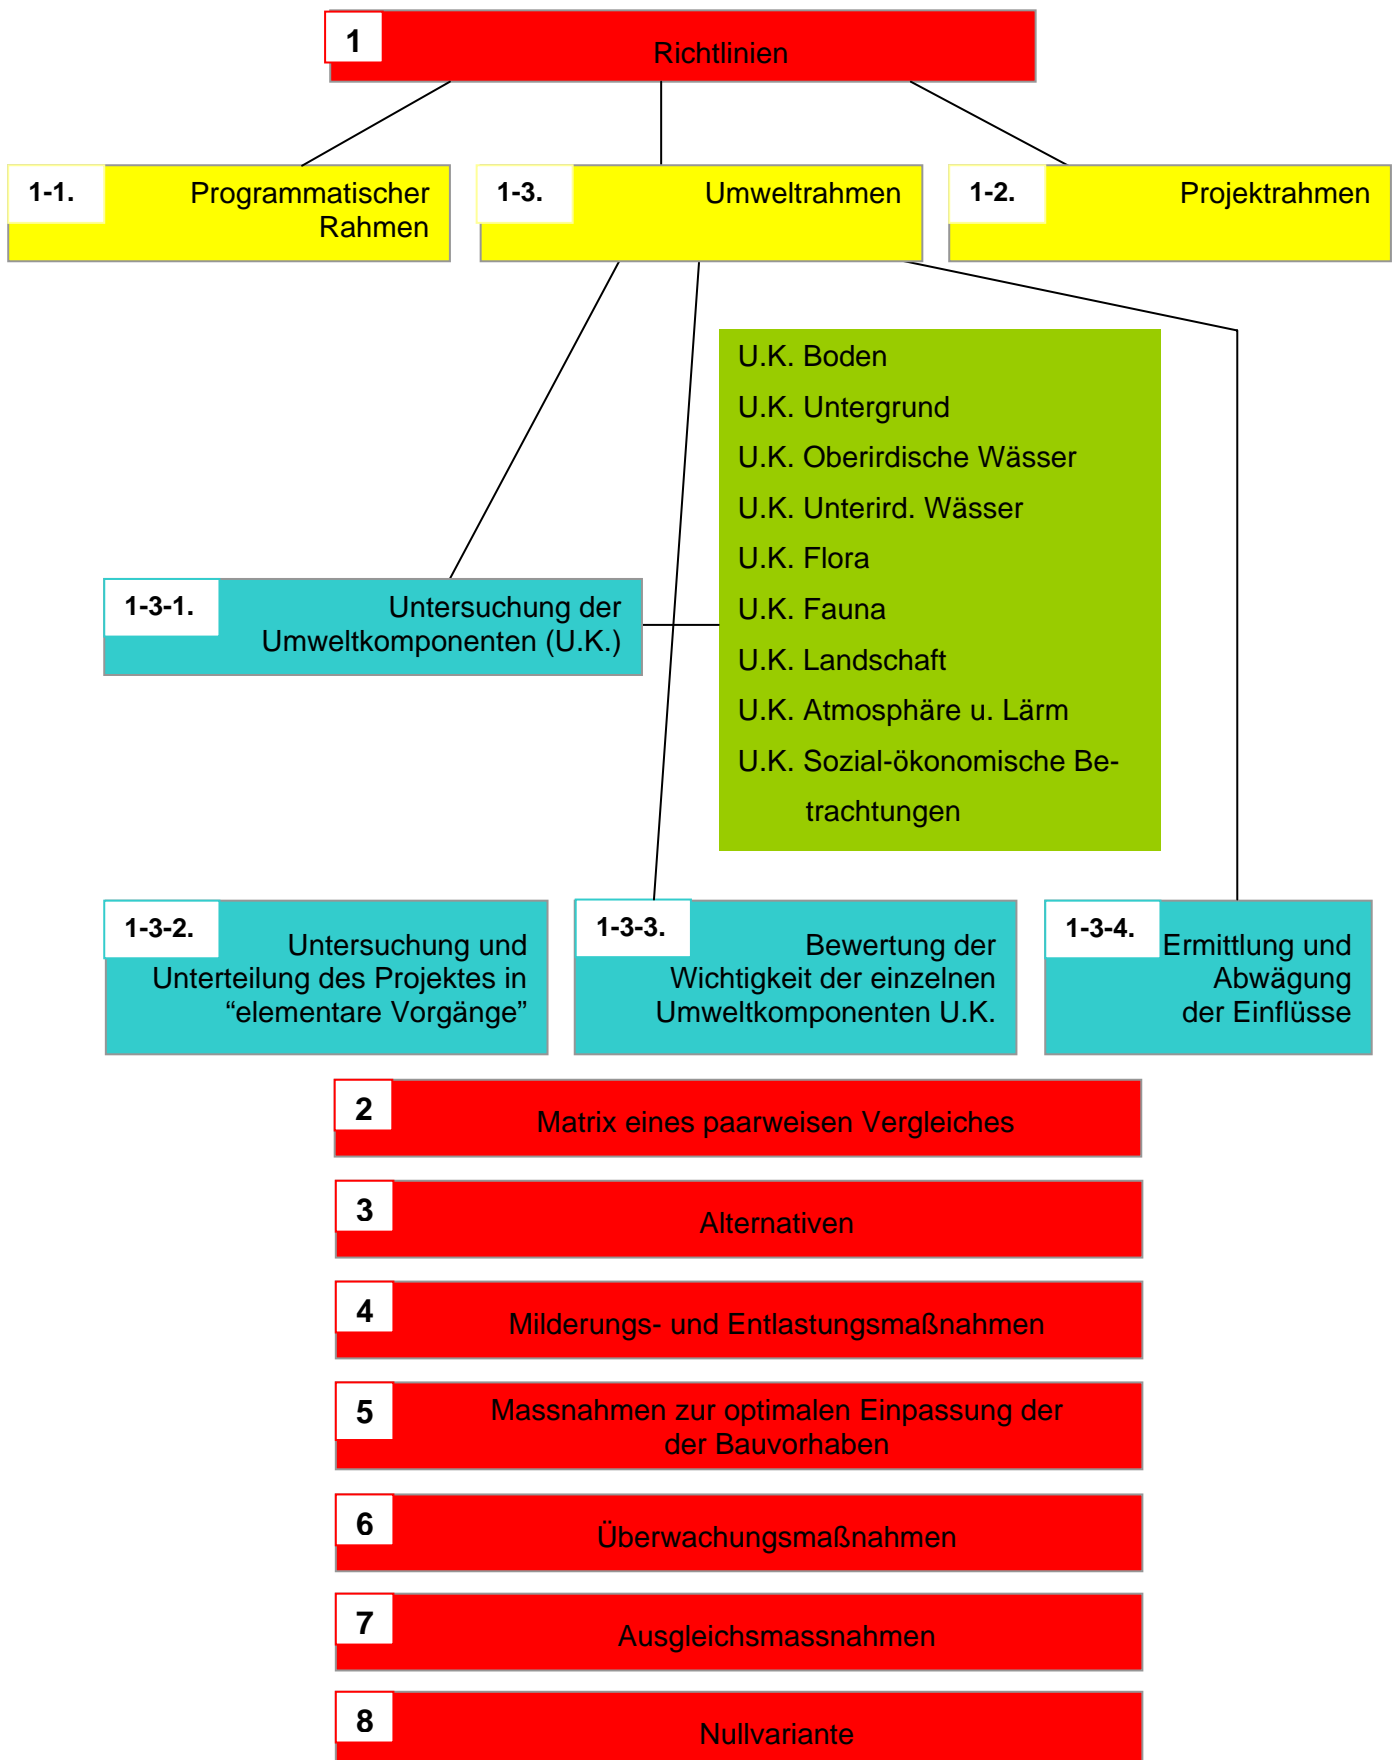 1
Richtlinien
1-1.
Programmatischer
Rahmen
1-3.
Umweltrahmen
1-2.
Projektrahmen
U.K. Boden
U.K. Untergrund
U.K. Oberirdische Wässer
U.K. Unterird. Wässer
U.K. Flora
U.K. Fauna
U.K. Landschaft
U.K. Atmosphäre u. Lärm
U.K. Sozial-ökonomische Be-
trachtungen
1-3-1.
Untersuchung der
Umweltkomponenten (U.K.)
1-3-2.
Untersuchung und
Unterteilung des Projektes in
“elementare Vorgänge”
1-3-3.
Bewertung der
Wichtigkeit der einzelnen
Umweltkomponenten U.K.
1-3-4.
Ermittlung und
Abwägung
der Einflüsse
2
Matrix eines paarweisen Vergleiches
3
Alternativen
4
Milderungs- und Entlastungsmaßnahmen
5
Massnahmen zur optimalen Einpassung der
der Bauvorhaben
6
Überwachungsmaßnahmen
7
Ausgleichsmassnahmen
8
Nullvariante